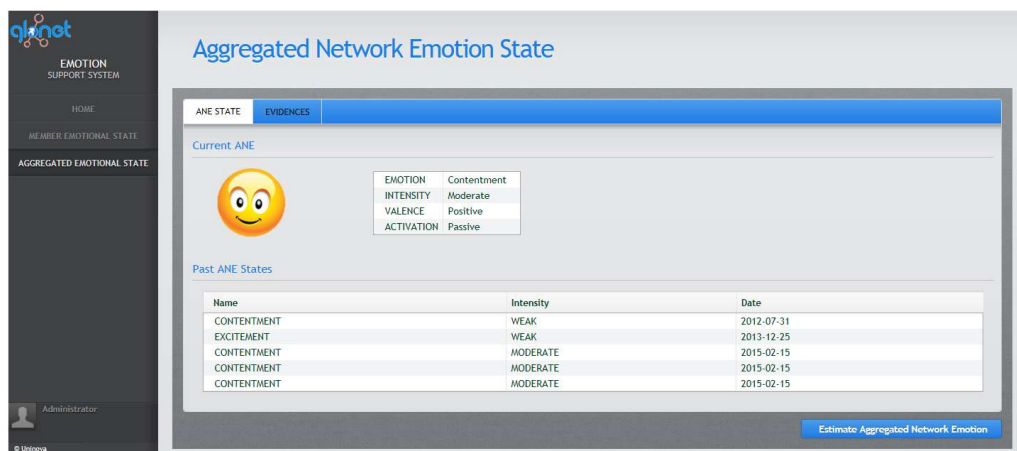 glonet
EMOTION
SUPPORT SYSTEM
HOME
MEMBER EMOTIONAL STATE
AGGREGATED EMOTIONAL STATE
Administrator
© Uninova
Aggregated Network Emotion State
ANE STATE EVIDENCES
Current ANE
EMOTION Contentment
INTENSITY Moderate
VALENCE Positive
ACTIVATION Passive
Past ANE States
Name Intensity Date
CONTENTMENT WEAK 2012-07-31
EXCITEMENT WEAK 2013-12-25
CONTENTMENT MODERATE 2015-02-15
CONTENTMENT MODERATE 2015-02-15
CONTENTMENT MODERATE 2015-02-15
Estimate Aggregated Network Emotion